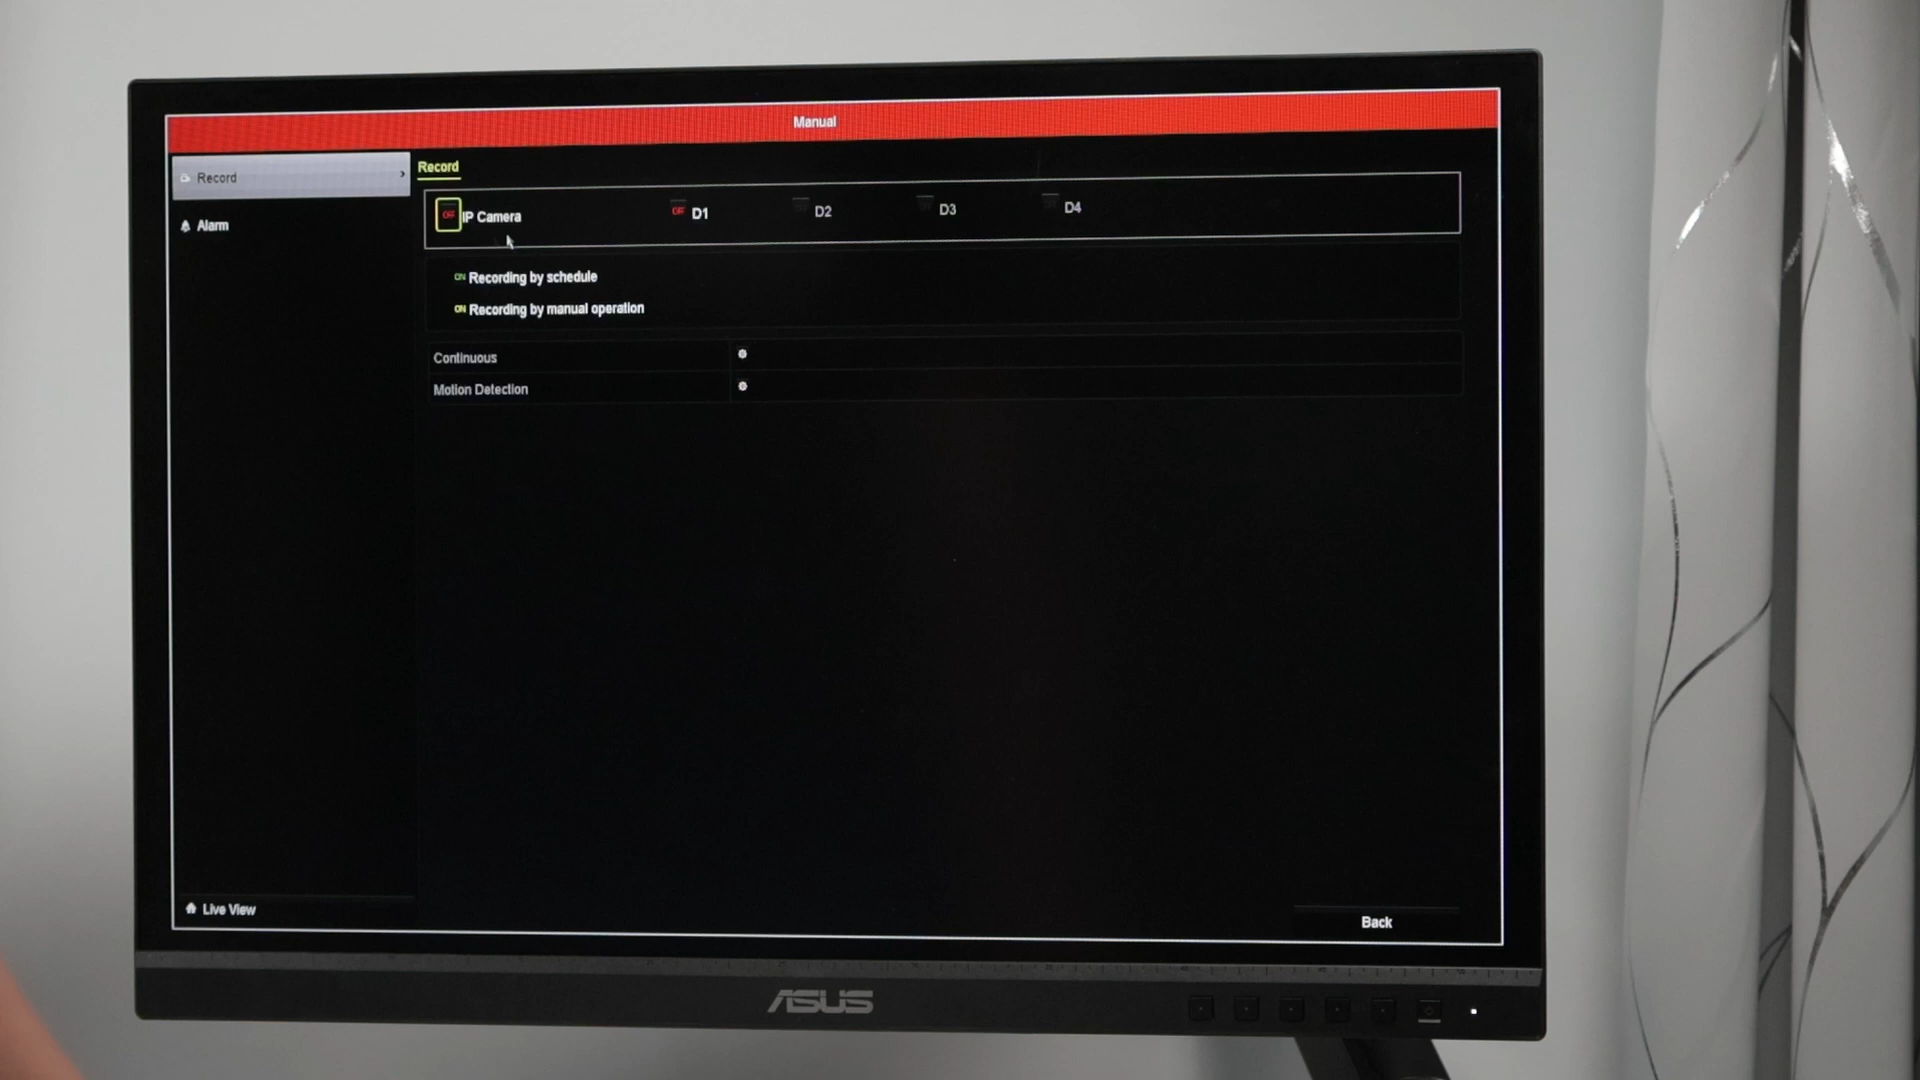 Manual
Record
Alarm
Record
OFF IP Camera OFF D1 D2 D3 D4
ON Recording by schedule
ON Recording by manual operation
Continuous
Motion Detection
Live View
Back
ASUS